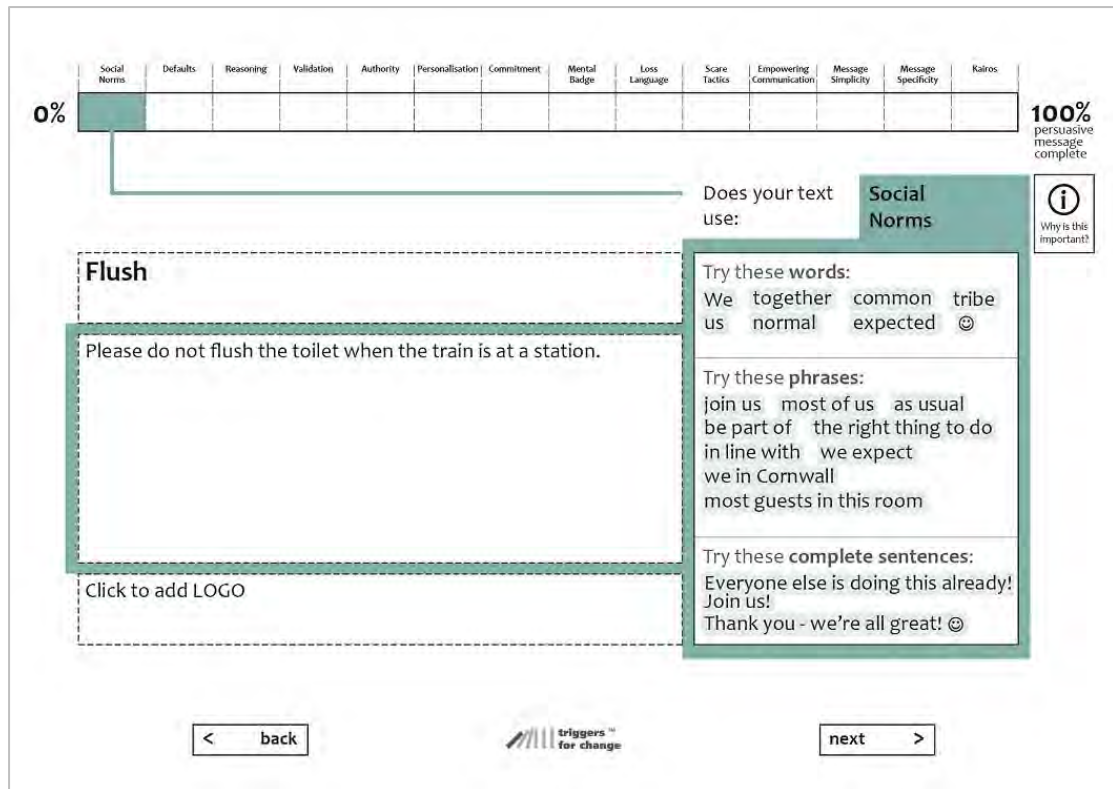 Social Norms
Defaults
Reasoning
Validation
Authority
Personalisation
Commitment
Mental Badge
Loss Language
Scare Tactics
Empowering Communication
Message Simplicity
Message Specificity
Kairos
0%
100%
persuasive
message
complete
Does your text
use:
Social
Norms
i
Why is this
important?
Flush
Please do not flush the toilet when the train is at a station.
Click to add LOGO
Try these words:
We together common tribe
us normal expected ☺
Try these phrases:
join us most of us as usual
be part of the right thing to do
in line with we expect
we in Cornwall
most guests in this room
Try these complete sentences:
Everyone else is doing this already!
Join us!
Thank you - we're all great! ☺
< back
triggers ™
for change
next >